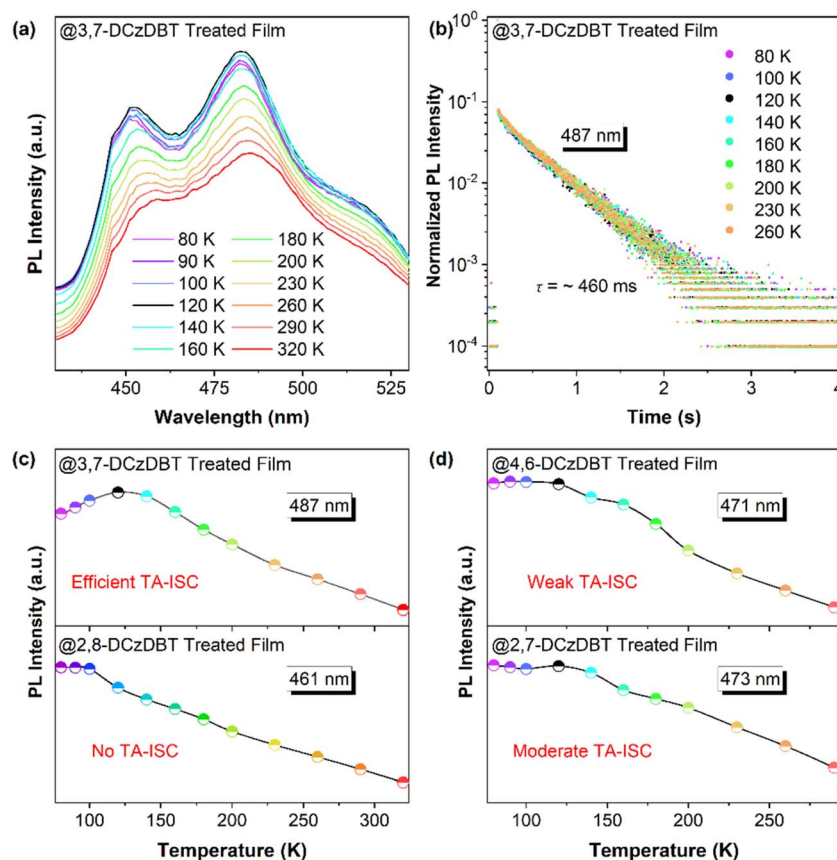 (a)
@3,7-DCzDBT Treated Film
PL Intensity (a.u.)
80 K
90 K
100 K
120 K
140 K
160 K
180 K
200 K
230 K
260 K
290 K
320 K
450
475
500
525
Wavelength (nm)
(b)
@3,7-DCzDBT Treated Film
Normalized PL Intensity
10⁰
10⁻¹
10⁻²
10⁻³
10⁻⁴
487 nm
τ = ~ 460 ms
80 K
100 K
120 K
140 K
160 K
180 K
200 K
230 K
260 K
0
1
2
3
4
Time (s)
(c)
@3,7-DCzDBT Treated Film
487 nm
Efficient TA-ISC
PL Intensity (a.u.)
@2,8-DCzDBT Treated Film
461 nm
No TA-ISC
100
150
200
250
300
Temperature (K)
(d)
@4,6-DCzDBT Treated Film
471 nm
Weak TA-ISC
PL Intensity (a.u.)
@2,7-DCzDBT Treated Film
473 nm
Moderate TA-ISC
100
150
200
250
Temperature (K)